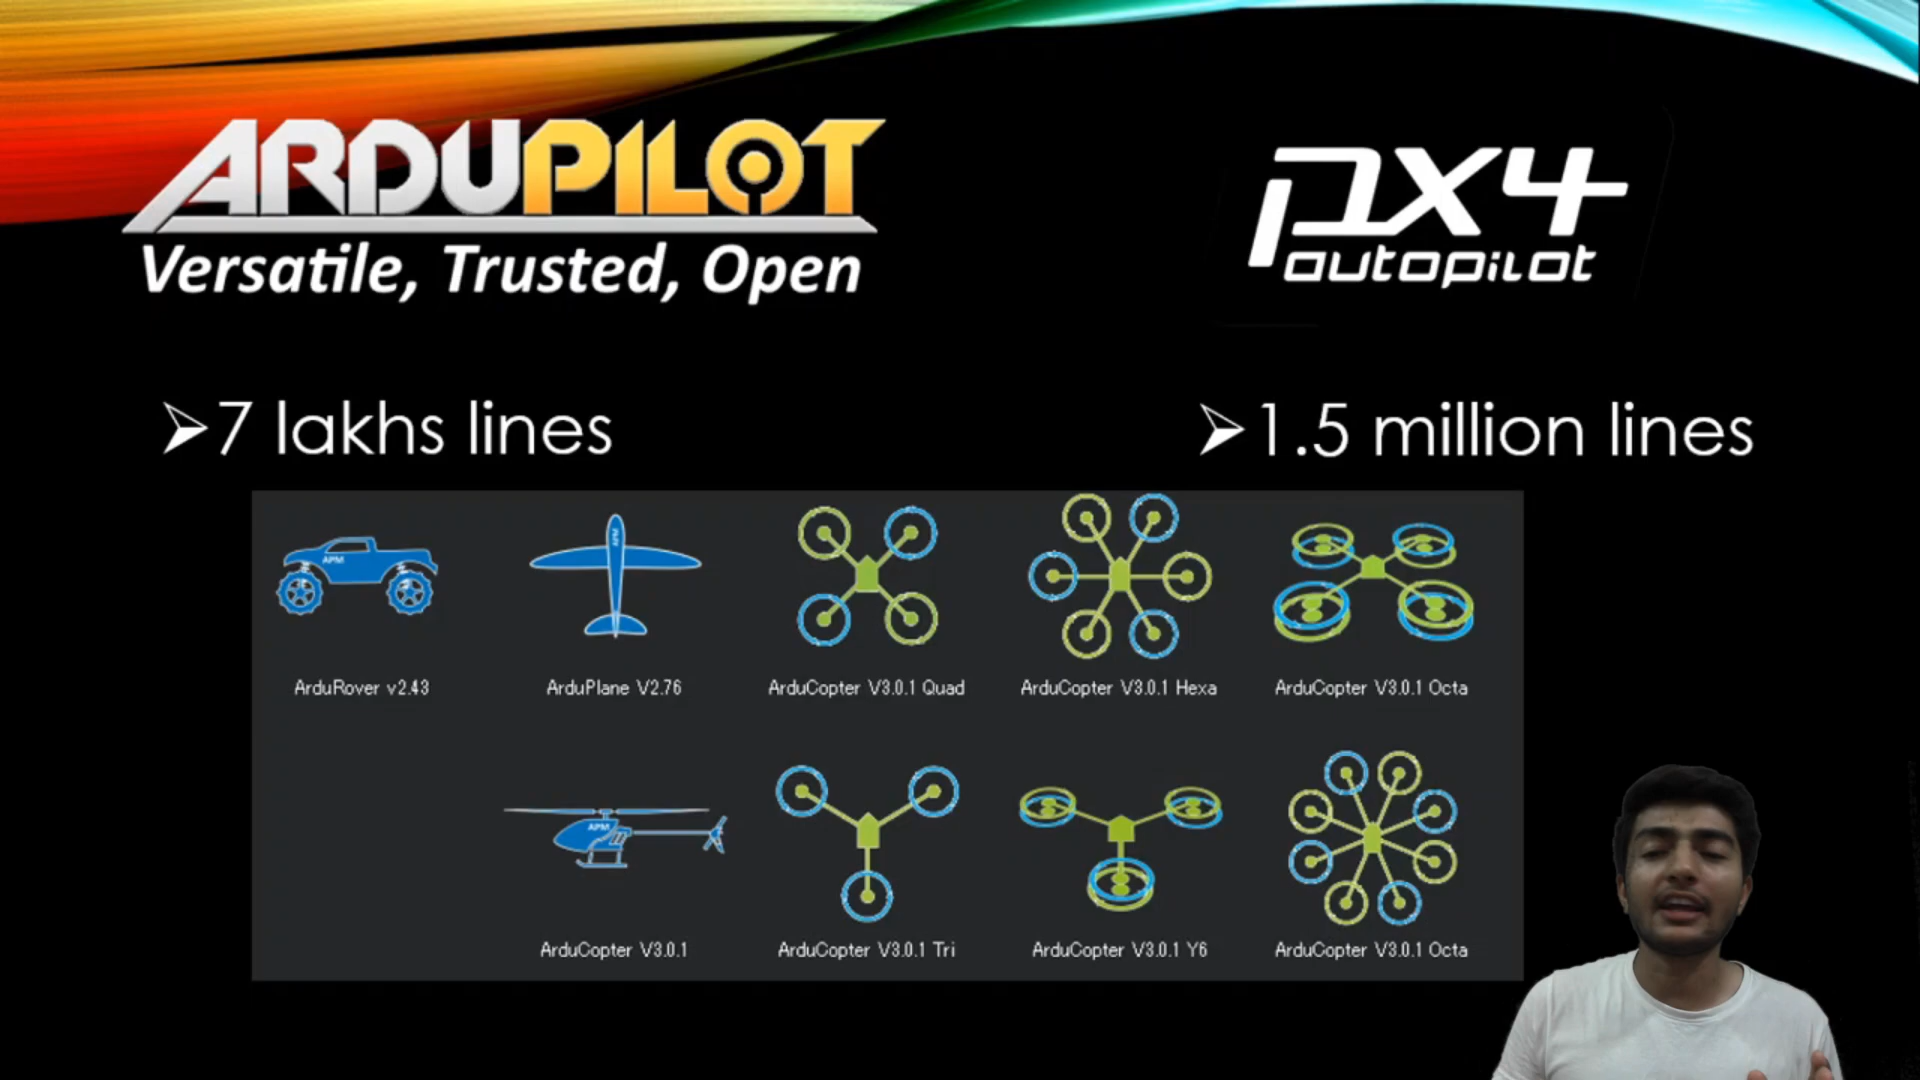 ARDUPILOT
Versatile, Trusted, Open
px4
autopilot
➢7 lakhs lines
➢1.5 million lines
APM
APM
ArduRover v2.43
ArduPlane V2.76
ArduCopter V3.0.1 Quad
ArduCopter V3.0.1 Hexa
ArduCopter V3.0.1 Octa
APM
ArduCopter V3.0.1
ArduCopter V3.0.1 Tri
ArduCopter V3.0.1 Y6
ArduCopter V3.0.1 Octa